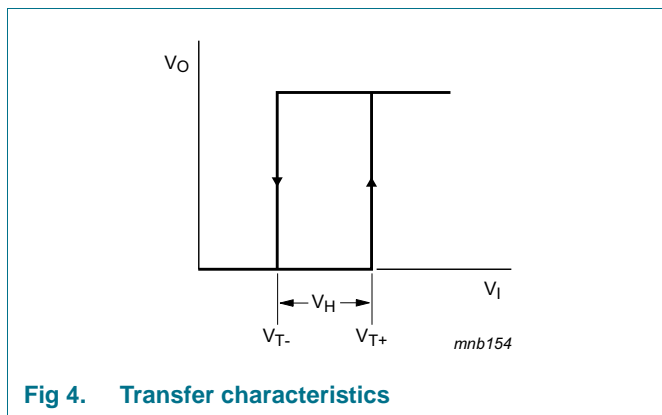 VO
VI
VH
VT-
VT+
mnb154
Fig 4. Transfer characteristics